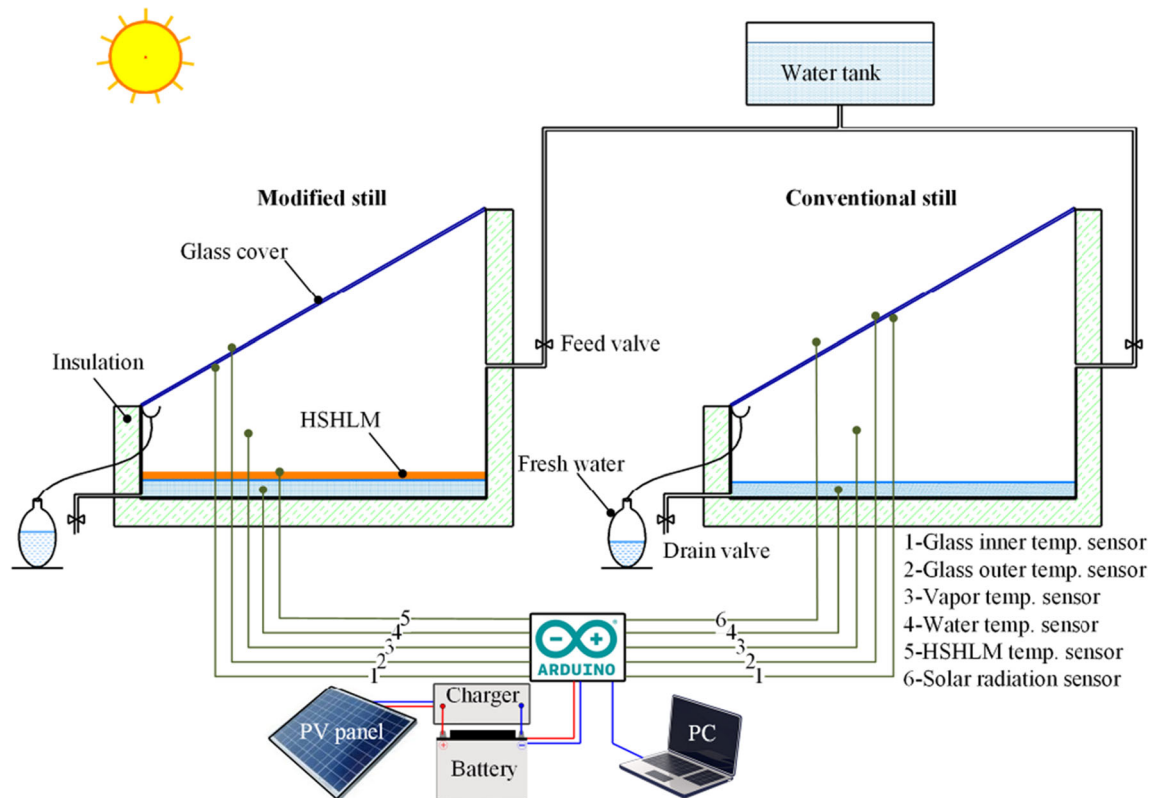 Water tank
Modified still
Conventional still
Glass cover
Feed valve
Insulation
HSHLM
Fresh water
Drain valve
1-Glass inner temp. sensor
2-Glass outer temp. sensor
3-Vapor temp. sensor
4-Water temp. sensor
5-HSHLM temp. sensor
6-Solar radiation sensor
5
4
3
2
1
6
4
3
2
1
ARDUINO
Charger
PV panel
Battery
PC